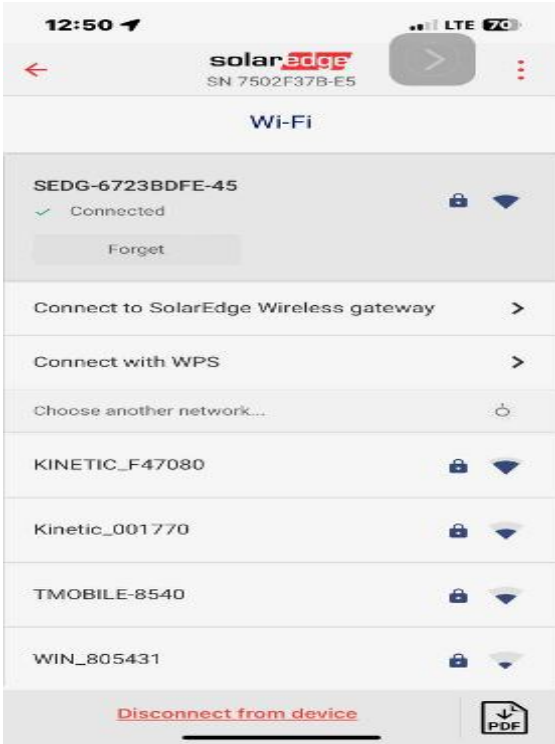 12:50
LTE 70
solaredge
SN 7502F37B-E5
Wi-Fi
SEDG-6723BDFE-45
Connected
Forget
Connect to SolarEdge Wireless gateway
Connect with WPS
Choose another network...
KINETIC_F47080
Kinetic_001770
TMOBILE-8540
WIN_805431
Disconnect from device
PDF